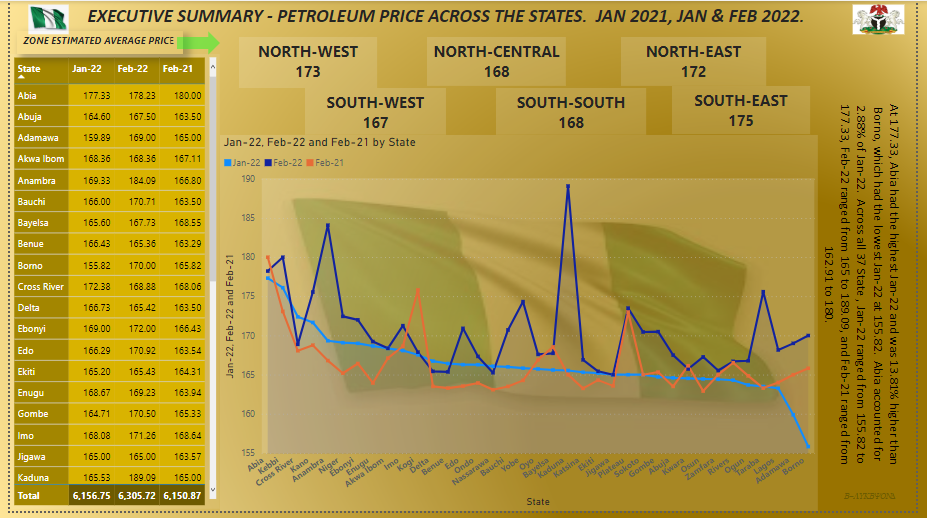 EXECUTIVE SUMMARY - PETROLEUM PRICE ACROSS THE STATES. JAN 2021, JAN & FEB 2022.
ZONE ESTIMATED AVERAGE PRICE
NORTH-WEST
173
NORTH-CENTRAL
168
NORTH-EAST
172
SOUTH-WEST
167
SOUTH-SOUTH
168
SOUTH-EAST
175
State Jan-22 Feb-22 Feb-21
Abia 177.33 178.23 180.00
Abuja 164.60 167.50 163.50
Adamawa 159.89 169.00 165.00
Akwa Ibom 168.36 168.36 167.11
Anambra 169.33 184.09 166.80
Bauchi 166.00 170.71 163.50
Bayelsa 165.60 167.73 168.55
Benue 166.43 165.36 163.29
Borno 155.82 170.00 165.82
Cross River 172.38 168.88 168.06
Delta 166.73 165.42 163.50
Ebonyi 169.00 172.00 166.43
Edo 166.29 170.92 163.54
Ekiti 165.20 165.43 164.31
Enugu 168.67 169.23 163.94
Gombe 164.71 170.50 165.33
Imo 168.08 171.26 168.64
Jigawa 165.00 165.00 163.57
Kaduna 165.53 189.09 165.00
Total 6,156.75 6,305.72 6,150.87
Jan-22, Feb-22 and Feb-21 by State
Jan-22 Feb-22 Feb-21
Jan-22, Feb-22 and Feb-21
190
185
180
175
170
165
160
155
Abia
Kebbi
Cross River
Kano
Anambra
Niger
Ebonyi
Enugu
Akwa Ibom
Imo
Kogi
Delta
Benue
Edo
Ondo
Nassarawa
Bauchi
Yobe
Oyo
Bayelsa
Kaduna
Katsina
Ekiti
Jigawa
Plateau
Sokoto
Gombe
Abuja
Kwara
Osun
Zamfara
Rivers
Ogun
Taraba
Lagos
Adamawa
Borno
State
At 177.33, Abia had the highest Jan-22 and was 13.81% higher than
Borno, which had the lowest Jan-22 at 155.82. Abia accounted for
2.88% of Jan-22. Across all 37 State , Jan-22 ranged from 155.82 to
177.33, Feb-22 ranged from 165 to 189.09, and Feb-21 ranged from
162.91 to 180.